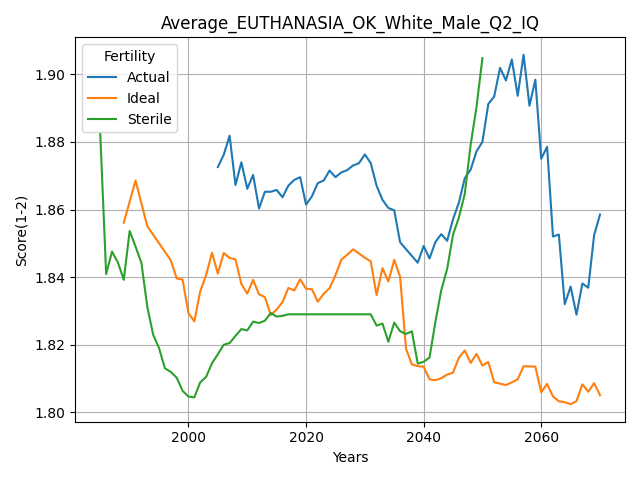 Average_EUTHANASIA_OK_White_Male_Q2_IQ
Fertility
Actual
Ideal
Sterile
Score(1-2)
1.90
1.88
1.86
1.84
1.82
1.80
2000 2020 2040 2060
Years